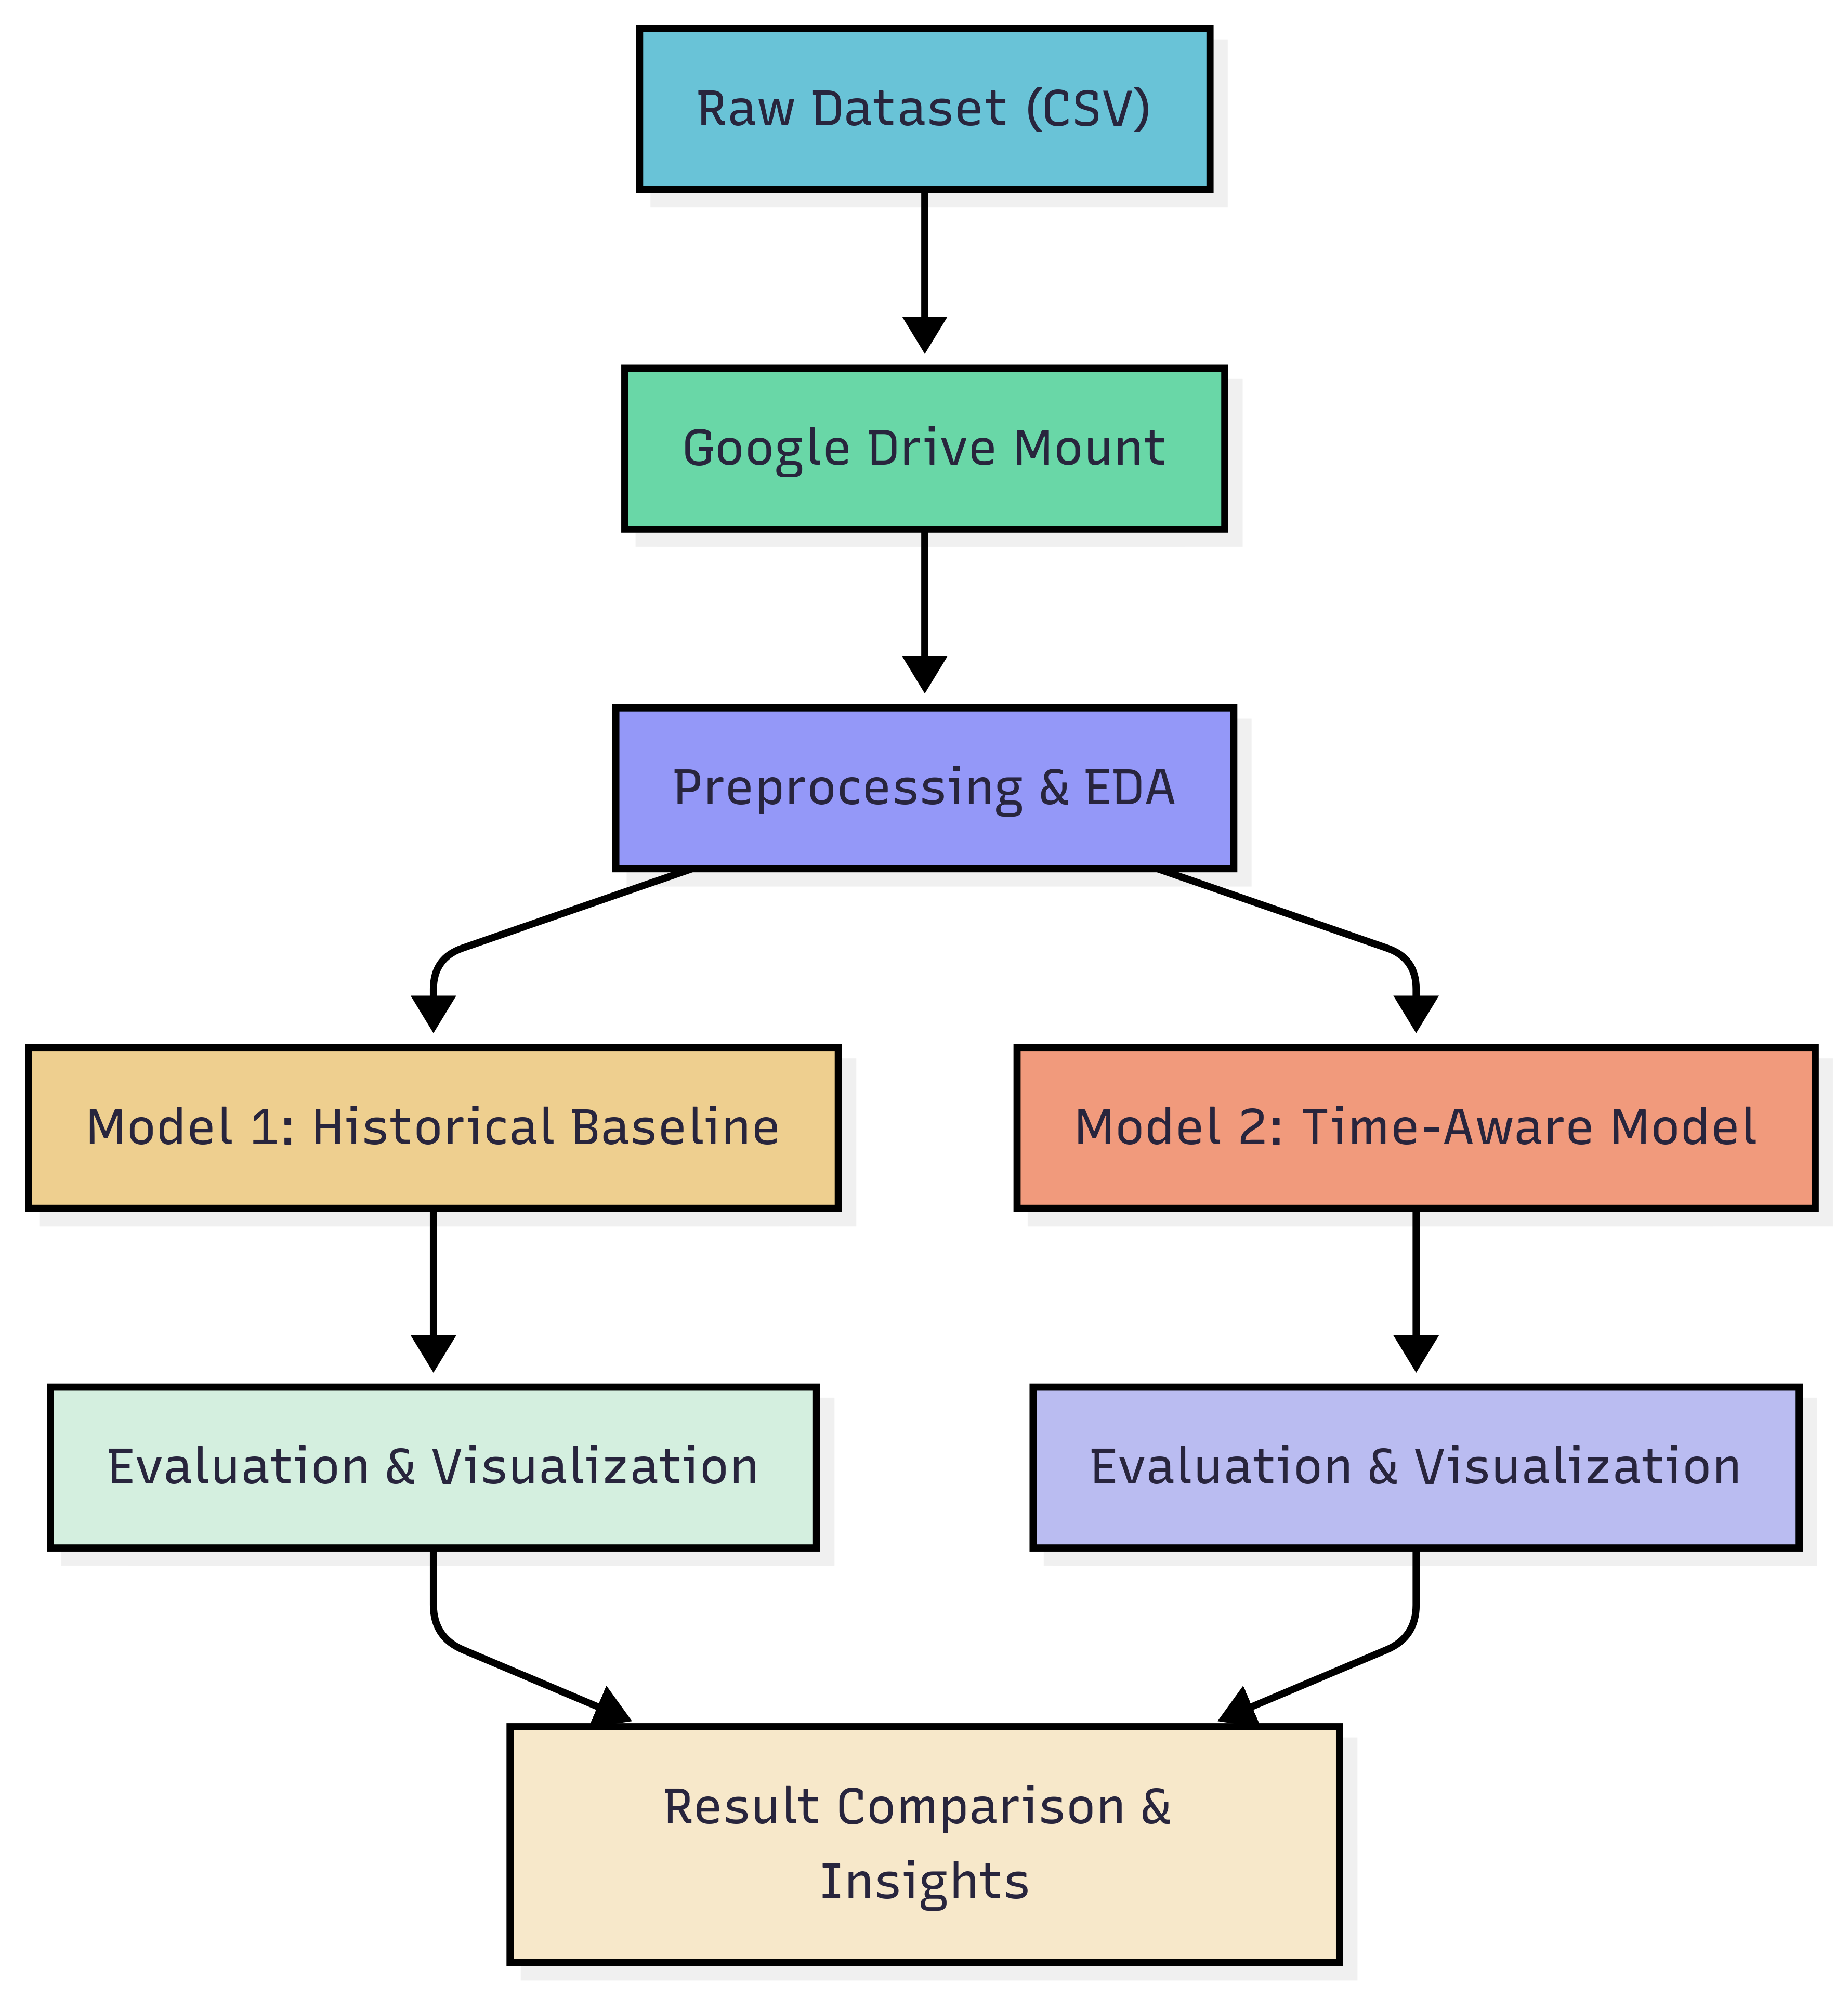 Raw Dataset (CSV)
Google Drive Mount
Preprocessing & EDA
Model 1: Historical Baseline
Model 2: Time-Aware Model
Evaluation & Visualization
Evaluation & Visualization
Result Comparison &
Insights